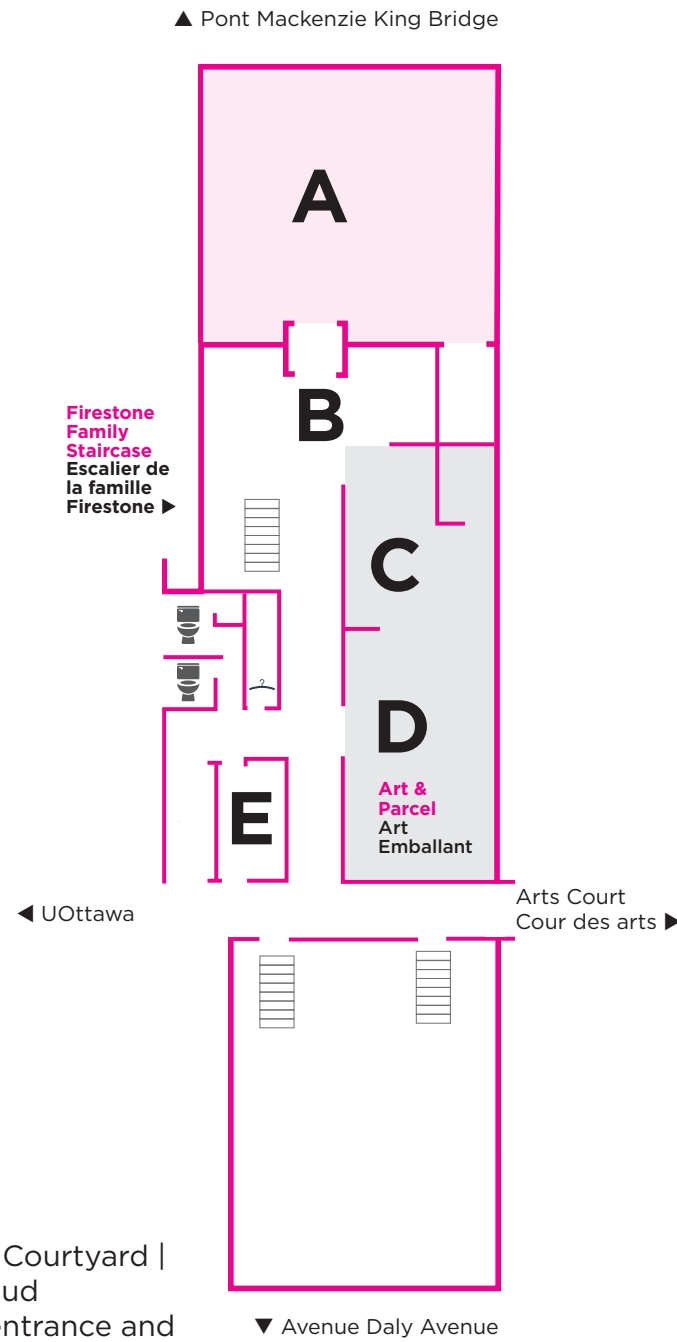 ▲ Pont Mackenzie King Bridge
A
B
Firestone
Family
Staircase
Escalier de
la famille
Firestone ▶
C
D
Art &
Parcel
Art
Emballant
E
◀ UOttawa
Arts Court
Cour des arts ▶
Courtyard |
ud
entrance and
▼ Avenue Daly Avenue